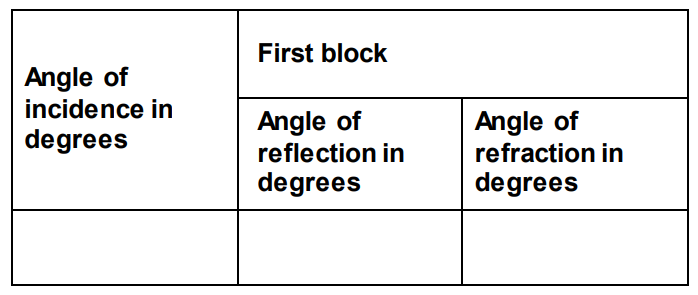 Angle of
incidence in
degrees
First block
Angle of
reflection in
degrees
Angle of
refraction in
degrees